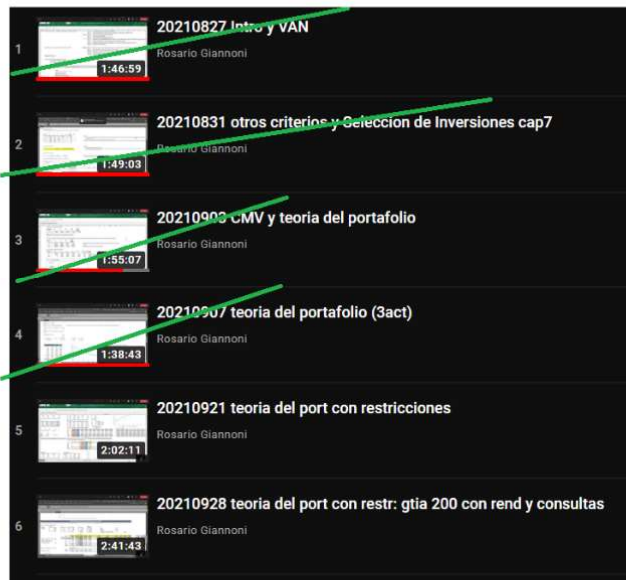 1
20210827 Intro y VAN
Rosario Giannoni
1:46:59
2
20210831 otros criterios y Seleccion de Inversiones cap7
Rosario Giannoni
1:49:03
3
20210903 CMV y teoria del portafolio
Rosario Giannoni
1:55:07
4
20210907 teoria del portafolio (3act)
Rosario Giannoni
1:38:43
5
20210921 teoria del port con restricciones
Rosario Giannoni
2:02:11
6
20210928 teoria del port con restr: gtia 200 con rend y consultas
Rosario Giannoni
2:41:43